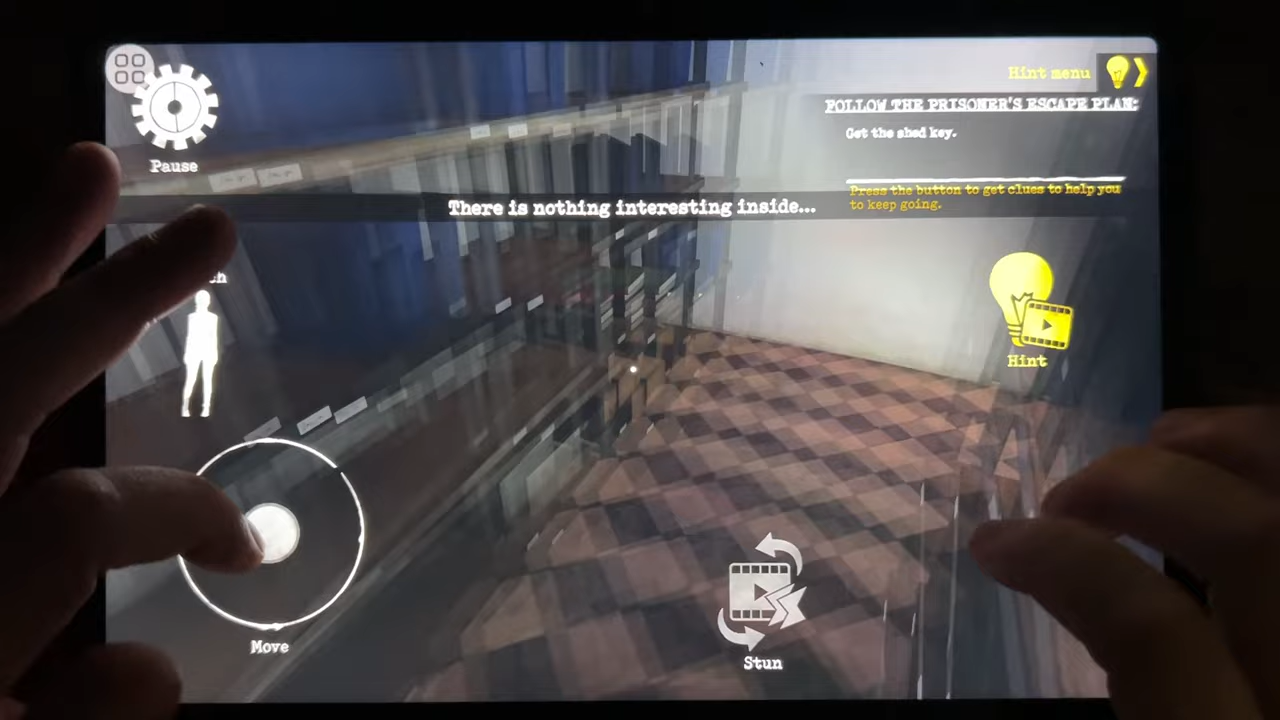 Hint menu
FOLLOW THE PRISONER'S ESCAPE PLAN:
Get the shed key.
Pause
Press the button to get clues to help you
to keep going.
There is nothing interesting inside...
Hint
Move
Stun